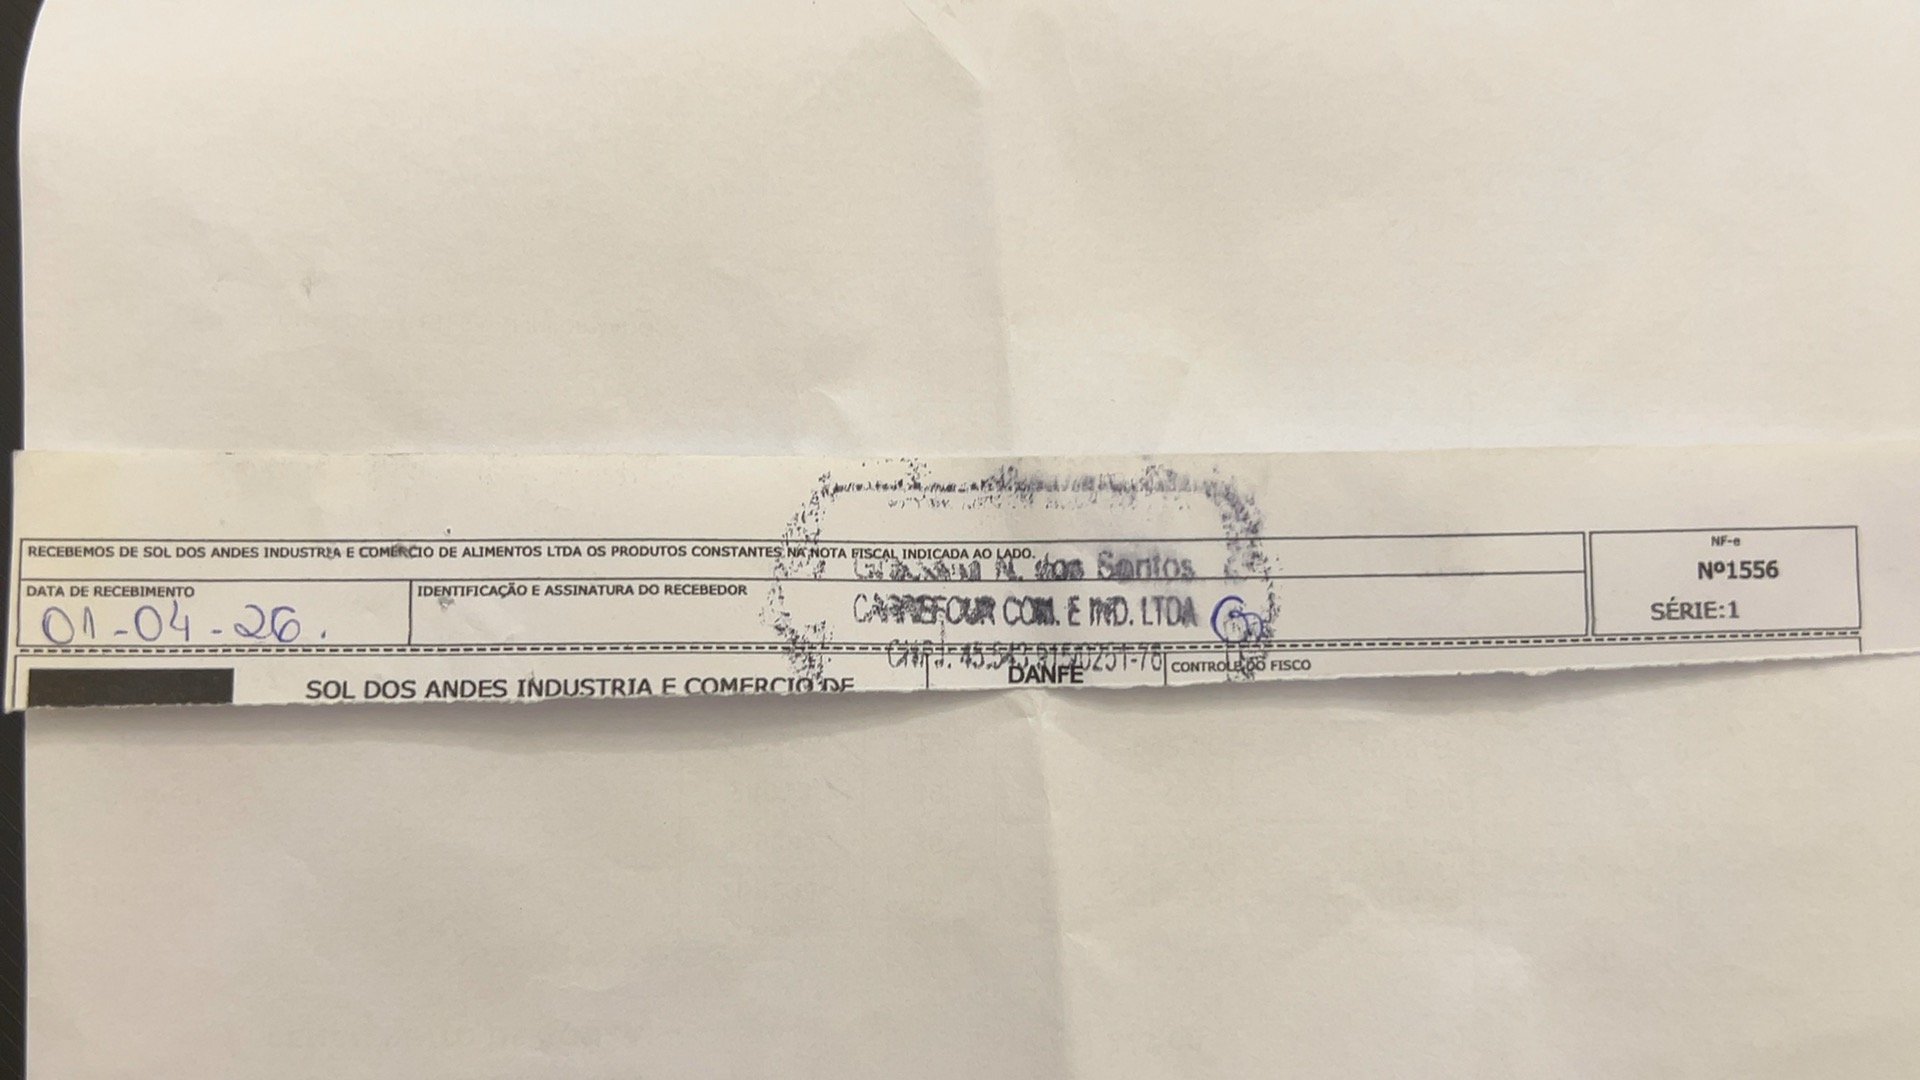 RECEBEMOS DE SOL DOS ANDES INDUSTRIA E COMERCIO DE ALIMENTOS LTDA OS PRODUTOS CONSTANTES NA NOTA FISCAL INDICADA AO LADO.
NF-e
Nº1556
SÉRIE:1
DATA DE RECEBIMENTO
01-04-26.
IDENTIFICAÇÃO E ASSINATURA DO RECEBEDOR
N. dos Santos
CARREFOUR COM. E IND. LTDA
SOL DOS ANDES INDUSTRIA E COMERCIO DE
DANFE
CONTROLE DO FISCO